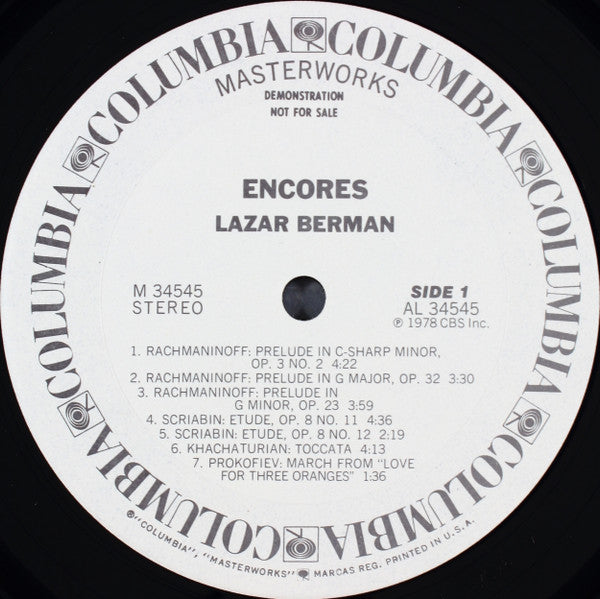 COLUMBIA COLUMBIA COLUMBIA COLUMBIA COLUMBIA COLUMBIA
MASTERWORKS
DEMONSTRATION
NOT FOR SALE
ENCORES
LAZAR BERMAN
M 34545
STEREO
SIDE 1
AL 34545
℗ 1978 CBS Inc.
1. RACHMANINOFF: PRELUDE IN C-SHARP MINOR,
OP. 3 NO. 2 4:22
2. RACHMANINOFF: PRELUDE IN G MAJOR, OP. 32 3:30
3. RACHMANINOFF: PRELUDE IN
G MINOR, OP. 23 3:59
4. SCRIABIN: ETUDE, OP. 8 NO. 11 4:36
5. SCRIABIN: ETUDE, OP. 8 NO. 12 2:19
6. KHACHATURIAN: TOCCATA 4:13
7. PROKOFIEV: MARCH FROM "LOVE
FOR THREE ORANGES" 1:36
®"COLUMBIA", "MASTERWORKS" MARCAS REG. PRINTED IN U.S.A.